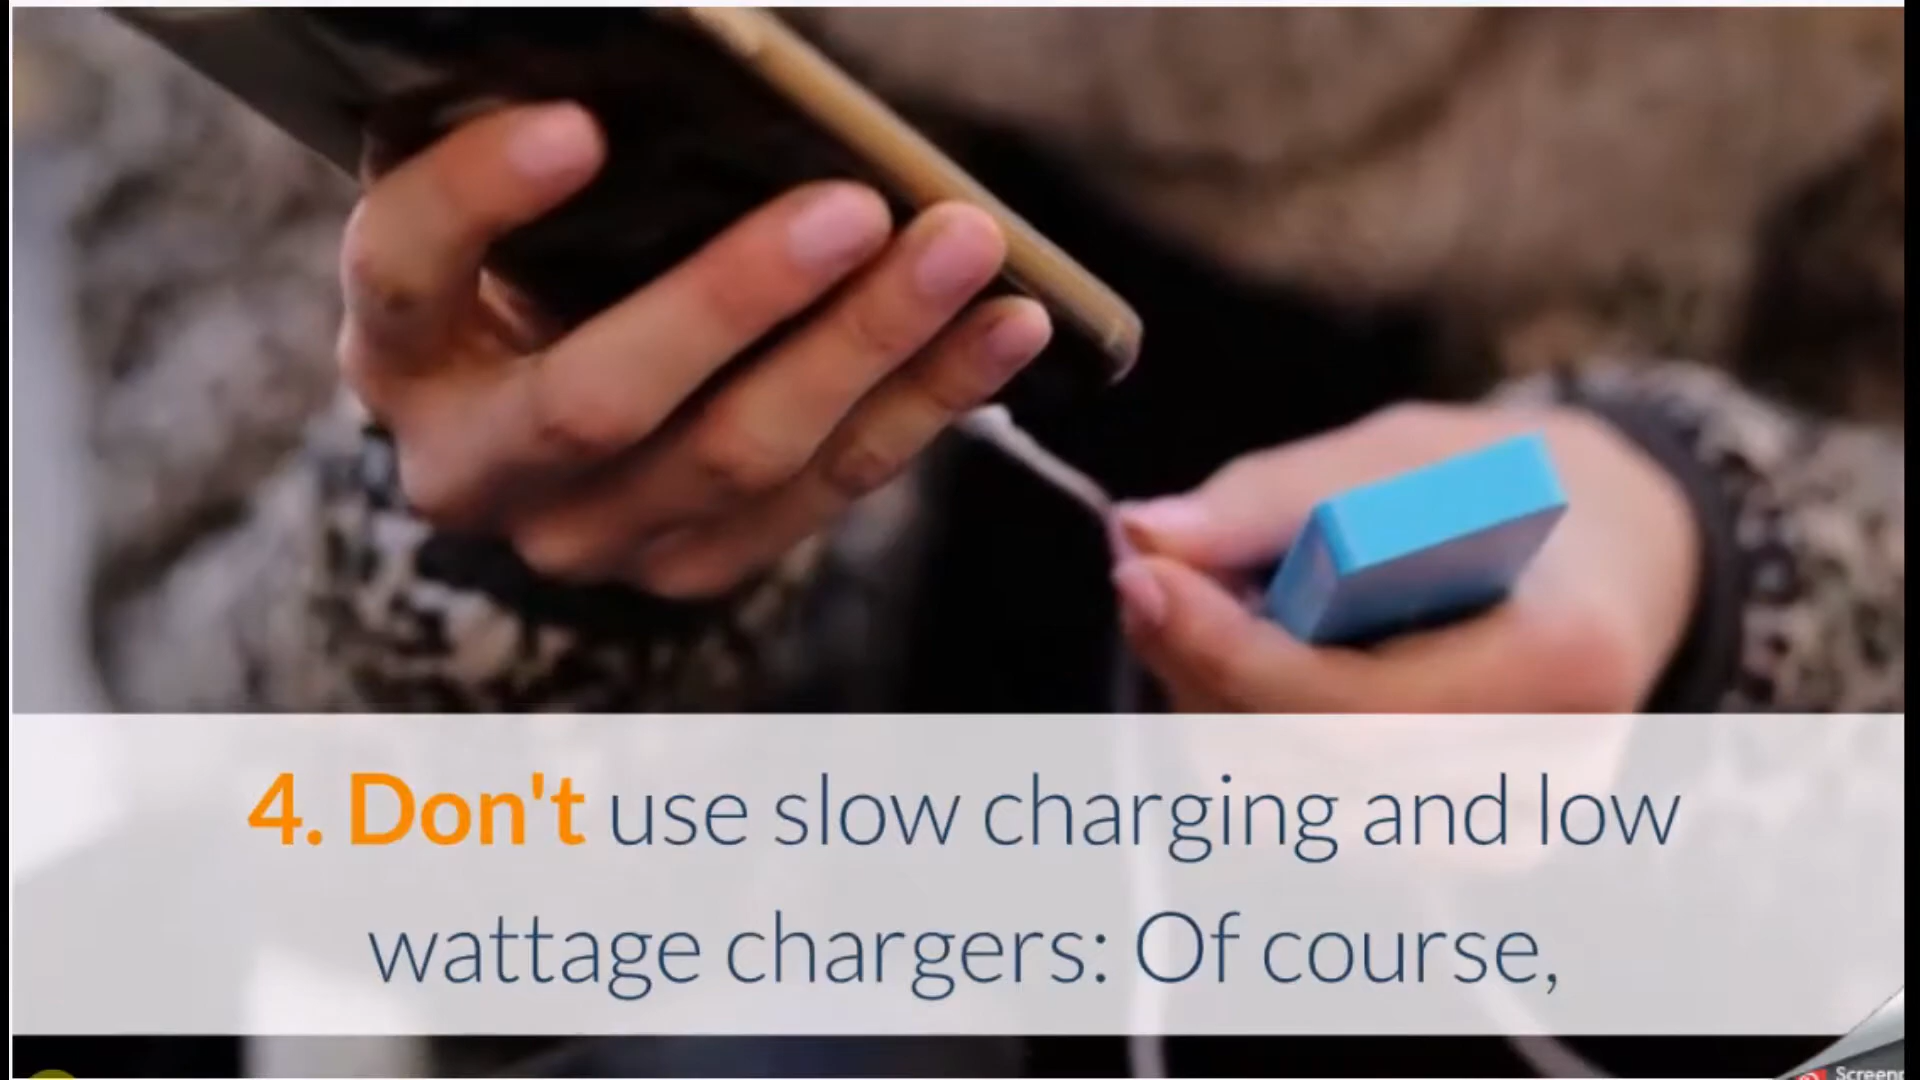 4. Don't use slow charging and low
wattage chargers: Of course,